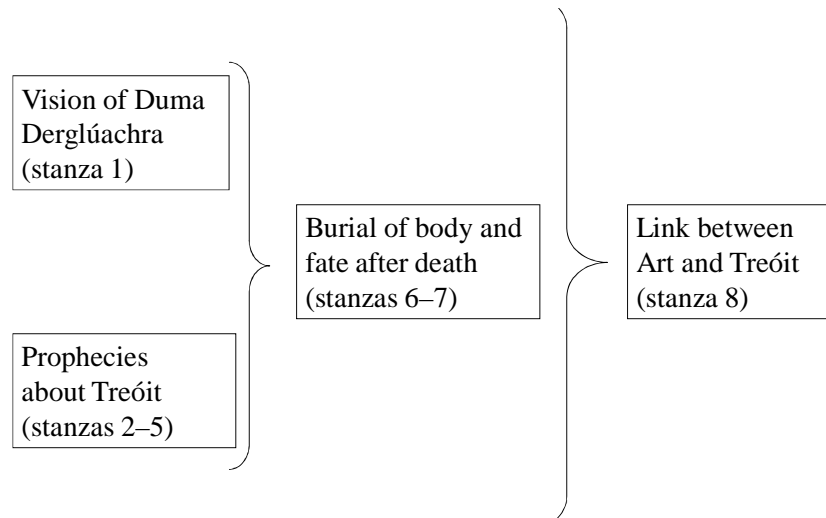 Vision of Duma
Derglúachra
(stanza 1)
Prophecies
about Treóit
(stanzas 2–5)
Burial of body and
fate after death
(stanzas 6–7)
Link between
Art and Treóit
(stanza 8)